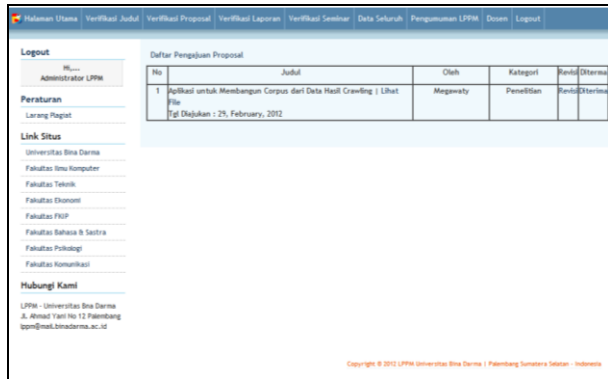 Halaman Utama Verifikasi Judul Verifikasi Proposal Verifikasi Laporan Verifikasi Seminar Data Seluruh Pengumuman LPPM Dosen Logout
Logout
Hi,....
Administrator LPPM
Peraturan
Larang Plagiat
Link Situs
Universitas Bina Darma
Fakultas Ilmu Komputer
Fakultas Teknik
Fakultas Ekonomi
Fakultas FKIP
Fakultas Bahasa & Sastra
Fakultas Psikologi
Fakultas Komunikasi
Hubungi Kami
LPPM - Universitas Bina Darma
Jl. Ahmad Yani No 12 Palembang
lppm@mail.binadarma.ac.id
Daftar Pengajuan Proposal
No Judul Oleh Kategori Revisi Diterima
1 Aplikasi untuk Membangun Corpus dari Data Hasil Crawling | Lihat Megawaty Penelitian Revisi Diterima
File
Tgl Diajukan : 29, February, 2012
Copyright © 2012 LPPM Universitas Bina Darma | Palembang Sumatera Selatan - Indonesia